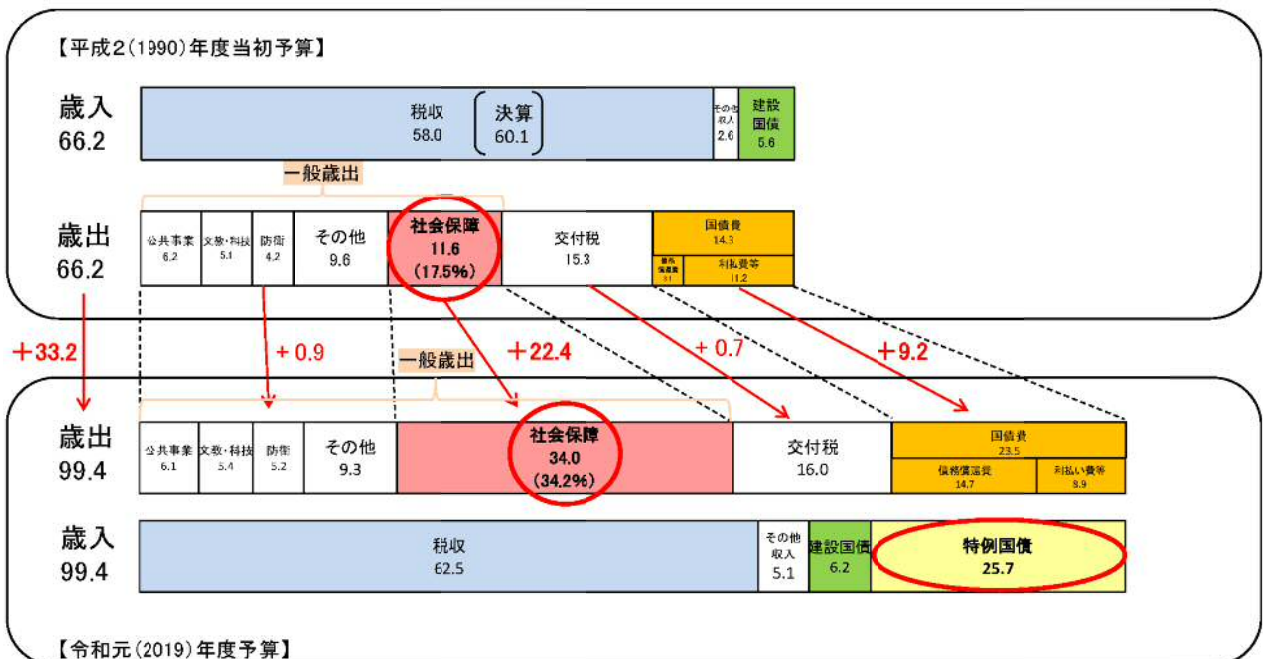 【平成2(1990)年度当初予算】
歳入
66.2
税収
58.0
決算
60.1
その他
収入
2.6
建設
国債
5.6
一般歳出
歳出
66.2
公共事業
6.2
文教・科技
5.1
防衛
4.2
その他
9.6
社会保障
11.6
(17.5%)
交付税
15.3
国債費
14.3
債務
償還費
3.1
利払費等
11.2
+33.2
+0.9
一般歳出
+22.4
+0.7
+9.2
歳出
99.4
公共事業
6.1
文教・科技
5.4
防衛
5.2
その他
9.3
社会保障
34.0
(34.2%)
交付税
16.0
国債費
23.5
債務償還費
14.7
利払い費等
8.9
歳入
99.4
税収
62.5
その他
収入
5.1
建設国債
6.2
特例国債
25.7
【令和元(2019)年度予算】